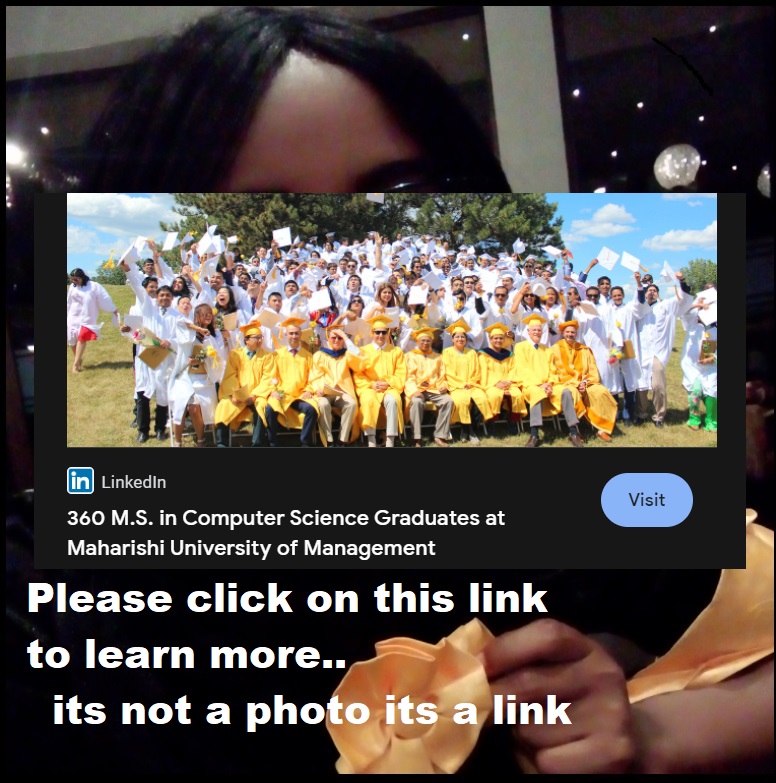 in LinkedIn
Visit
360 M.S. in Computer Science Graduates at
Maharishi University of Management
Please click on this link
to learn more..
its not a photo its a link